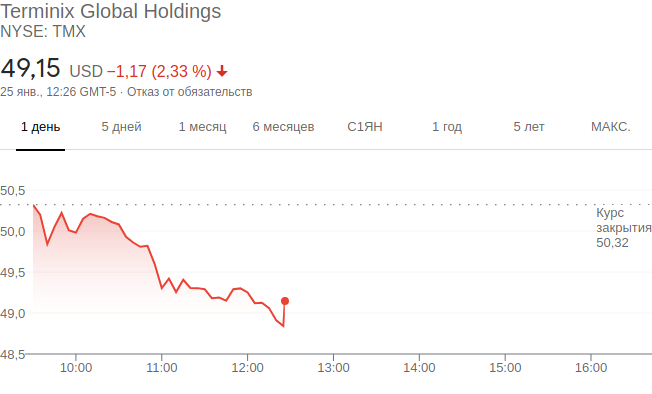 Terminix Global Holdings
NYSE: TMX
49,15 USD −1,17 (2,33 %)
25 янв., 12:26 GMT-5 · Отказ от обязательств
1 день 5 дней 1 месяц 6 месяцев С1ЯН 1 год 5 лет МАКС.
50,5
50,0
49,5
49,0
48,5
Курс
закрытия
50,32
10:00 11:00 12:00 13:00 14:00 15:00 16:00